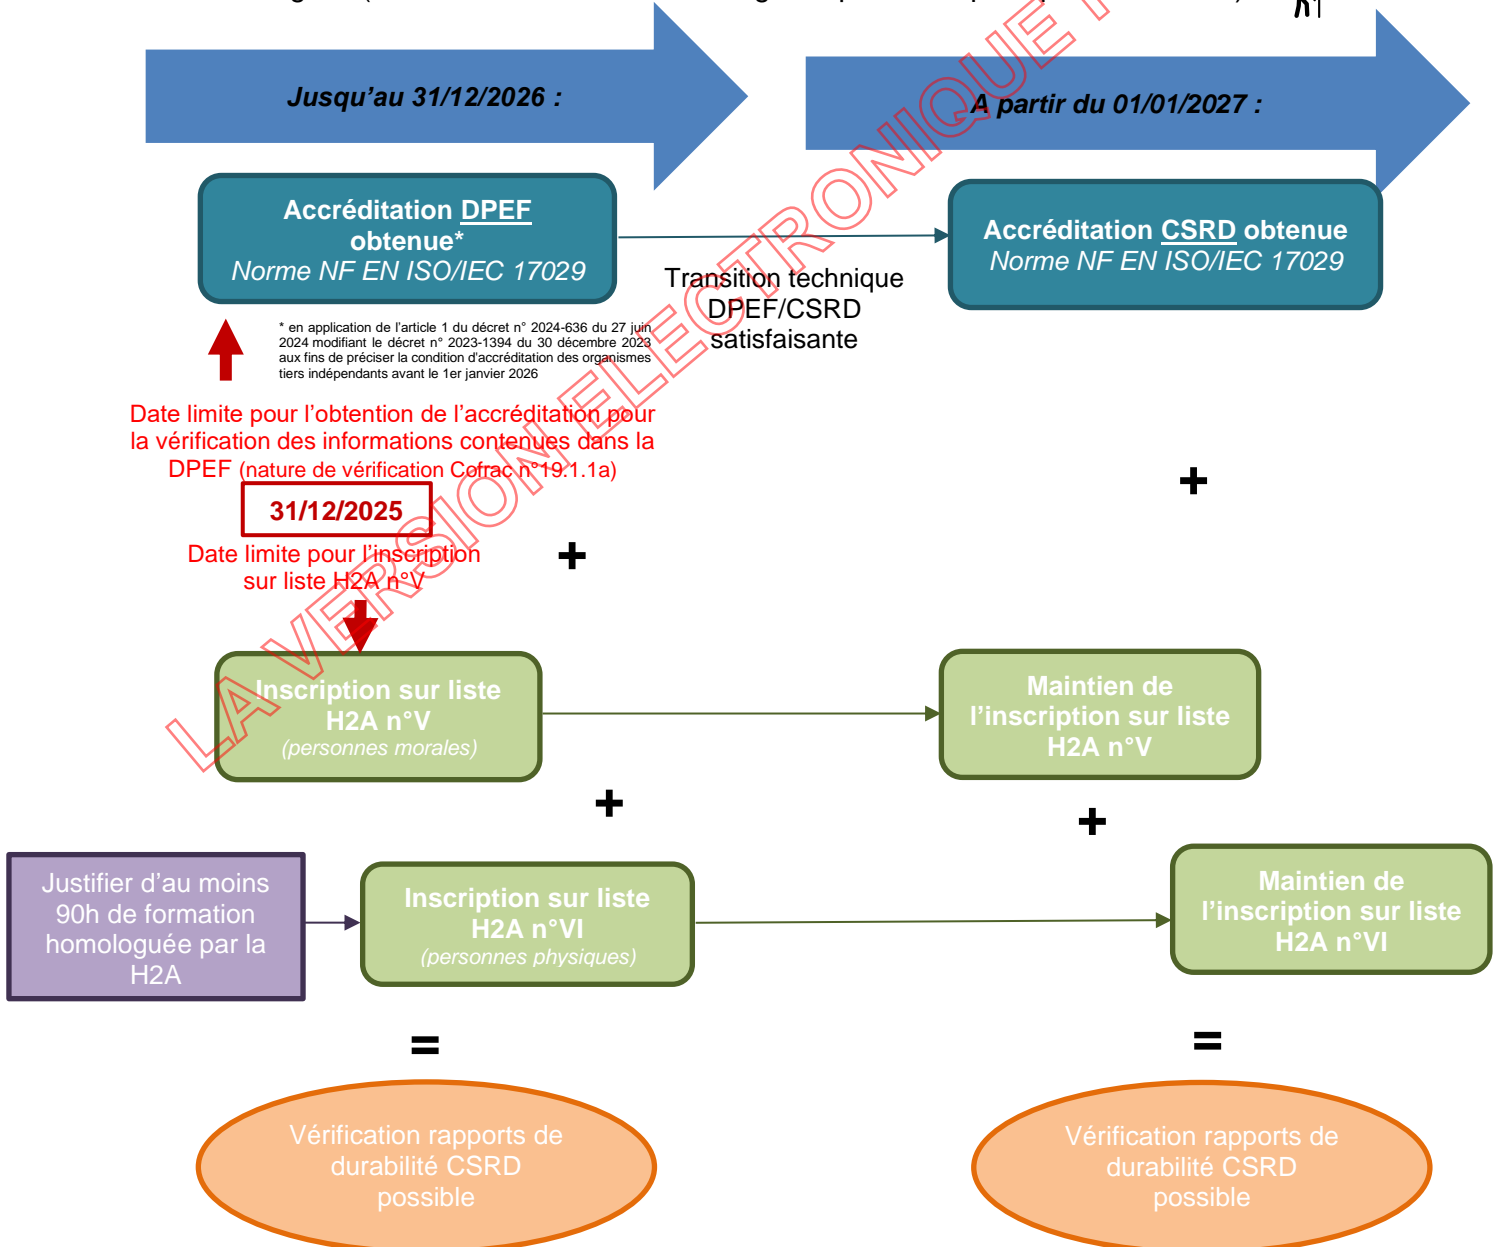 Jusqu'au 31/12/2026 :
A partir du 01/01/2027 :
Accréditation DPEF
obtenue*
Norme NF EN ISO/IEC 17029
Accréditation CSRD obtenue
Norme NF EN ISO/IEC 17029
Transition technique
DPEF/CSRD
satisfaisante
* en application de l'article 1 du décret n° 2024-636 du 27 juin
2024 modifiant le décret n° 2023-1394 du 30 décembre 2023
aux fins de préciser la condition d'accréditation des organismes
tiers indépendants avant le 1er janvier 2026
Date limite pour l'obtention de l'accréditation pour
la vérification des informations contenues dans la
DPEF (nature de vérification Cofrac n°19.1.1a)
+
31/12/2025
Date limite pour l'inscription
sur liste H2A n°V
+
Inscription sur liste
H2A n°V
(personnes morales)
Maintien de
l'inscription sur liste
H2A n°V
+
+
Justifier d'au moins
90h de formation
homologuée par la
H2A
Inscription sur liste
H2A n°VI
(personnes physiques)
Maintien de
l'inscription sur liste
H2A n°VI
=
=
Vérification rapports de
durabilité CSRD
possible
Vérification rapports de
durabilité CSRD
possible
LA VERSION ELECTRONIQUE